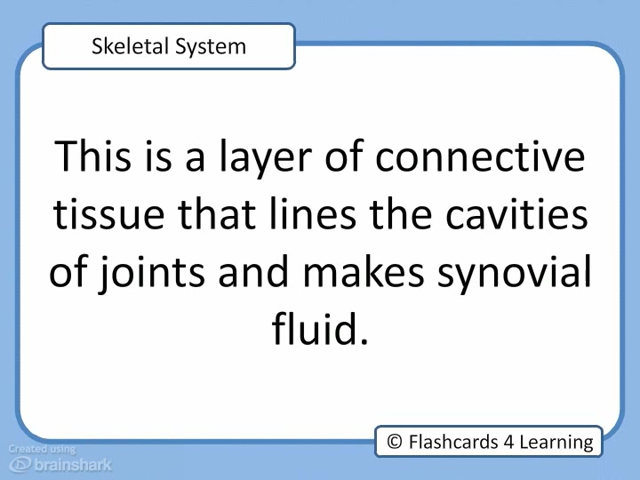 Skeletal System
This is a layer of connective
tissue that lines the cavities
of joints and makes synovial
fluid.
© Flashcards 4 Learning
Created using
brainshark